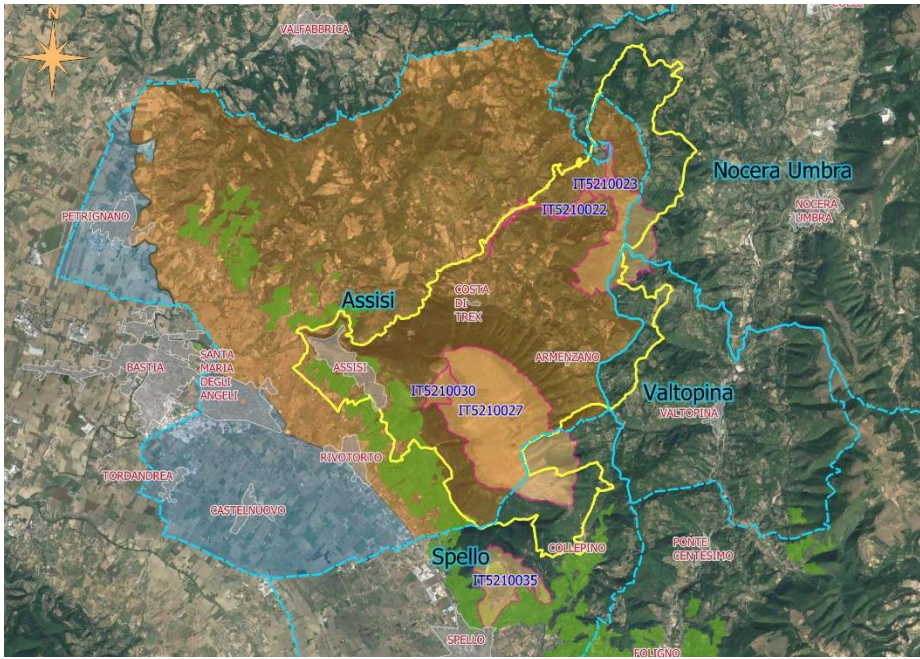 N
VALFABBRICA
COLLE
Nocera Umbra
IT5210023
PETRIGNANO
IT5210022
NOCERA
UMBRA
Assisi
COSTA
DI
TREX
BASTIA
SANTA
MARIA
DEGLI
ANGELI
ASSISI
ARMENZANO
IT5210030
IT5210027
Valtopina
VALTOPINA
RIVOTORTO
TORDANDREA
CASTELNUOVO
COLLEPINO
PONTE
CENTESIMO
Spello
IT5210035
SPELLO
FOLIGNO